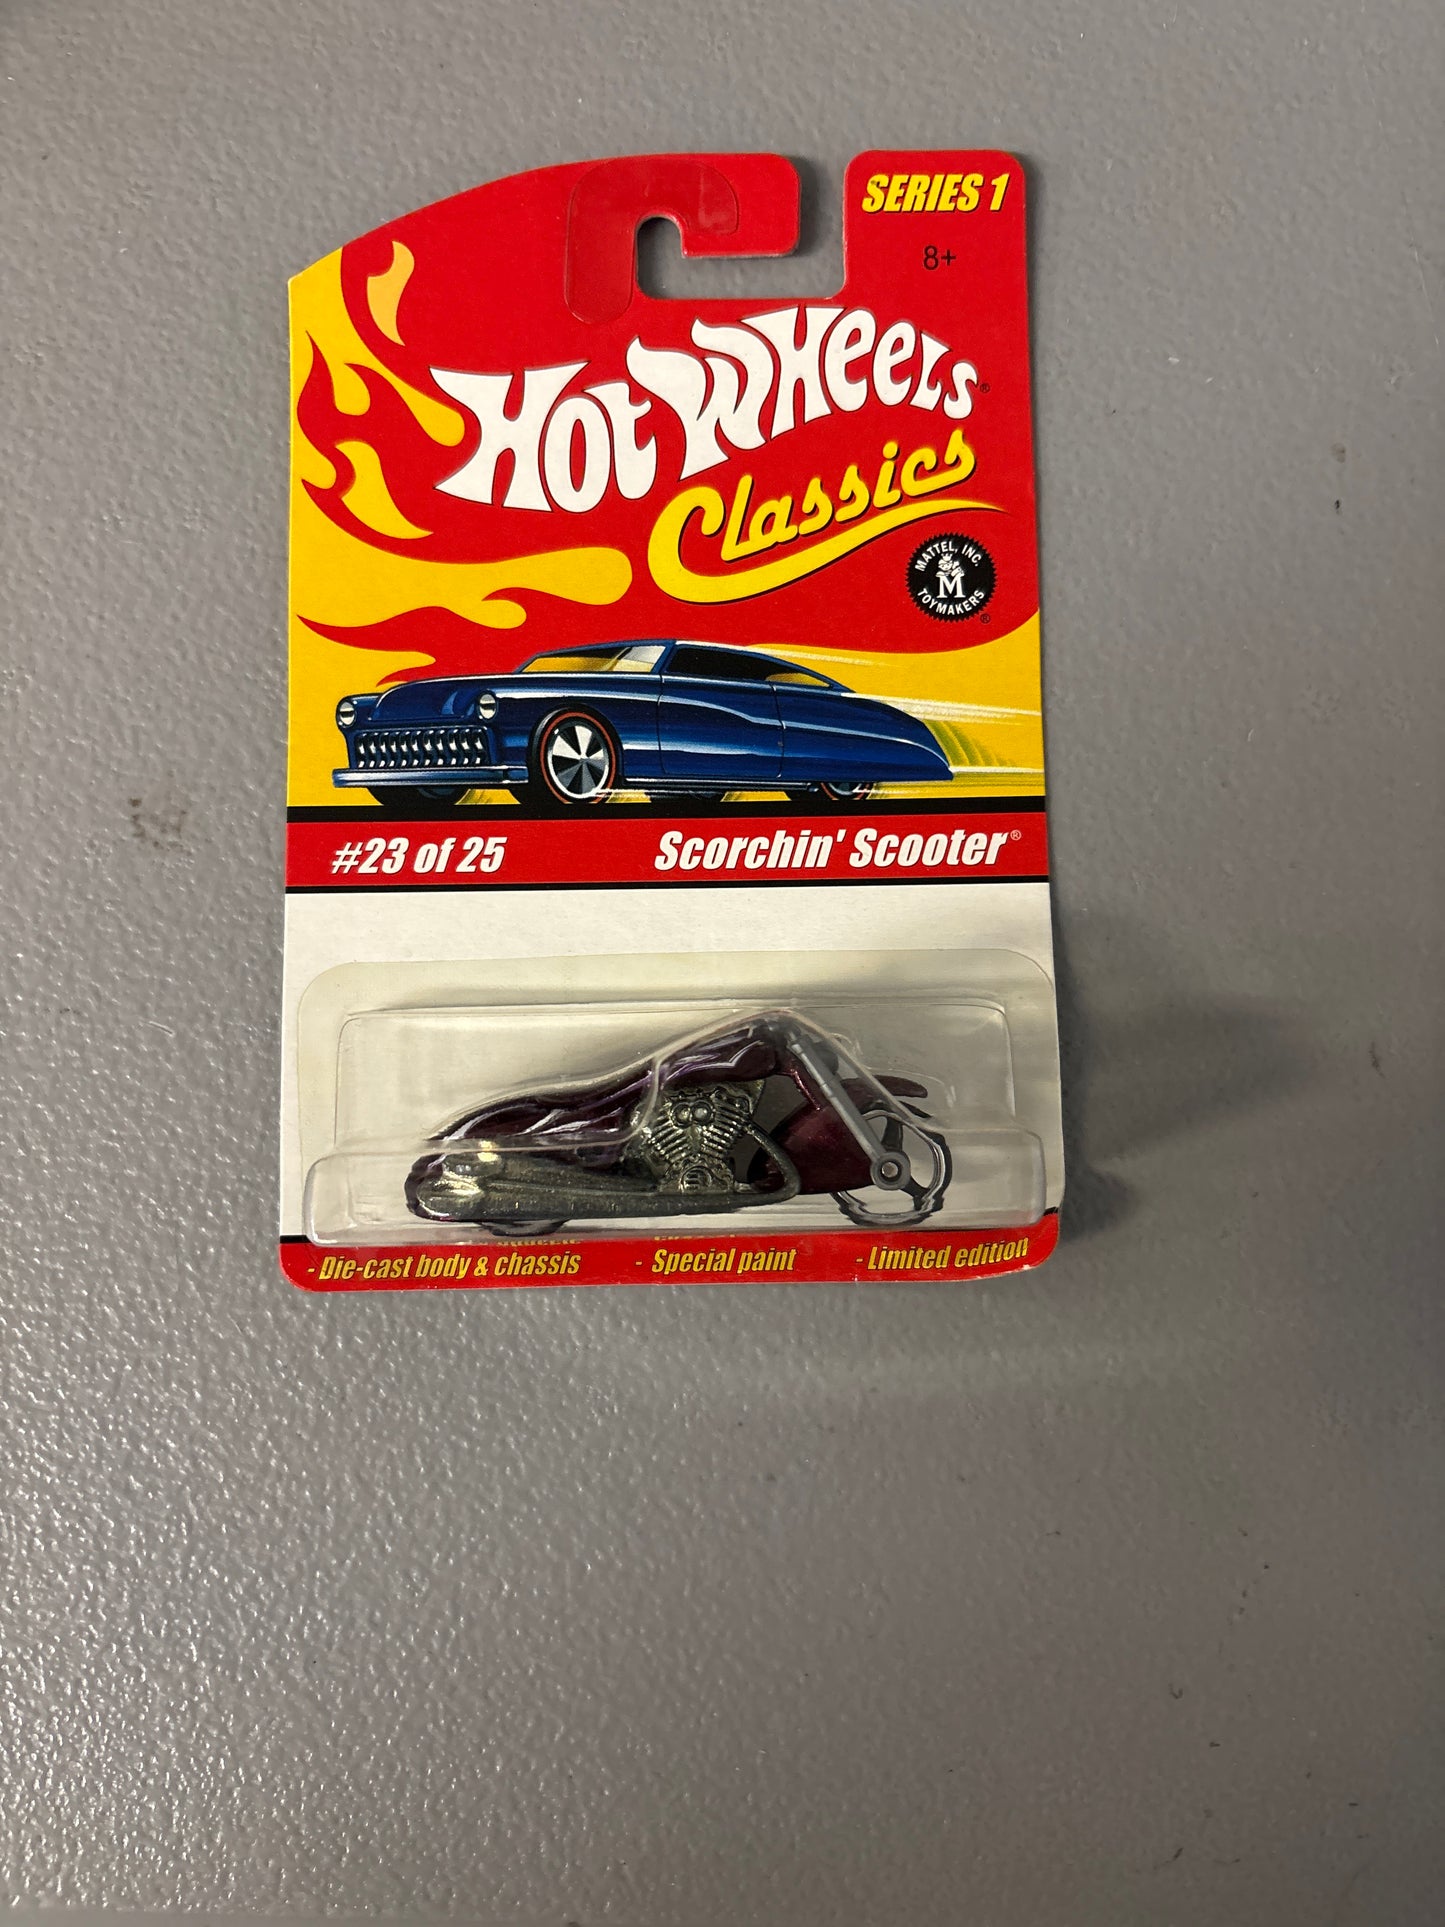 SERIES 1
8+
HOT WHEELS®
Classics
MATTEL, INC.
M
TOYMAKERS
®
#23 of 25
Scorchin' Scooter®
- Die-cast body & chassis - Special paint - Limited edition